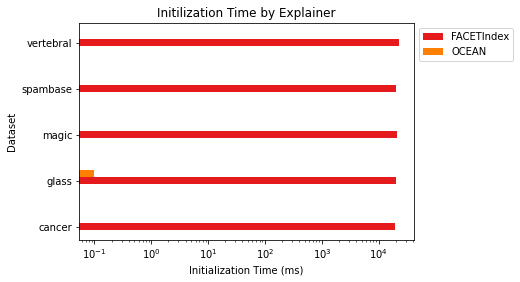 Initilization Time by Explainer
FACETIndex
OCEAN
vertebral
spambase
magic
glass
cancer
Dataset
10⁻¹ 10⁰ 10¹ 10² 10³ 10⁴
Initialization Time (ms)